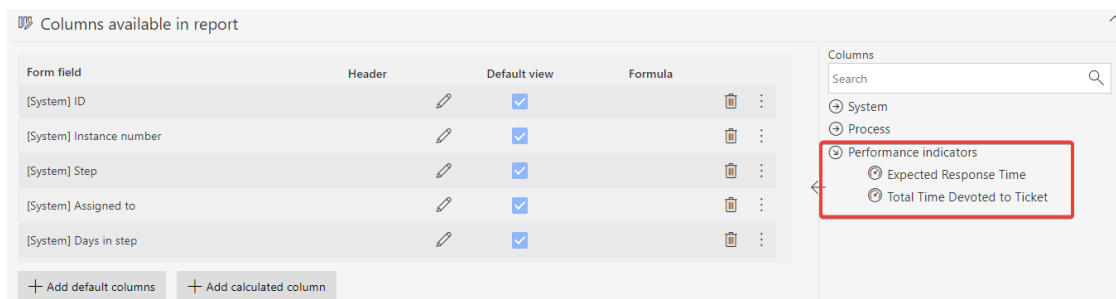 Columns available in report
Form field Header Default view Formula
[System] ID
[System] Instance number
[System] Step
[System] Assigned to
[System] Days in step
+ Add default columns + Add calculated column
Columns
Search
System
Process
Performance indicators
Expected Response Time
Total Time Devoted to Ticket